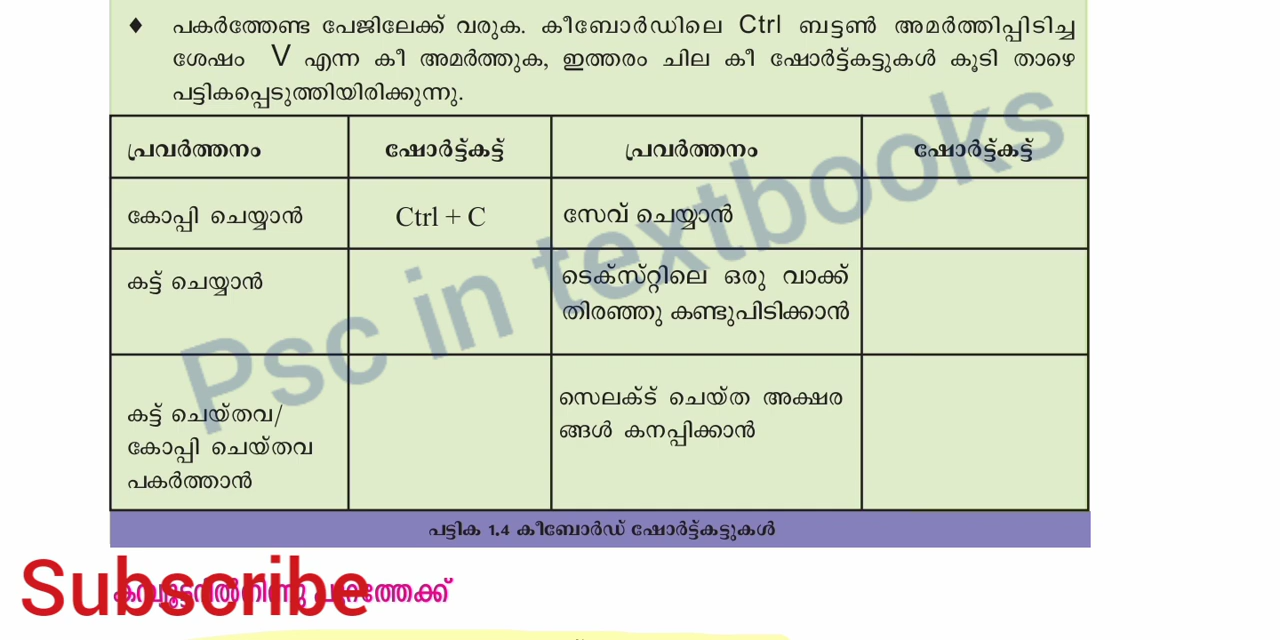 ♦ പകർത്തേണ്ട പേജിലേക്ക് വരുക. കീബോർഡിലെ Ctrl ബട്ടൺ അമർത്തിപ്പിടിച്ച
ശേഷം V എന്ന കീ അമർത്തുക, ഇത്തരം ചില കീ ഷോർട്ട്കട്ടുകൾ കൂടി താഴെ
പട്ടികപ്പെടുത്തിയിരിക്കുന്നു.
പ്രവർത്തനം ഷോർട്ട്കട്ട് പ്രവർത്തനം ഷോർട്ട്കട്ട്
കോപ്പി ചെയ്യാൻ Ctrl + C സേവ് ചെയ്യാൻ
കട്ട് ചെയ്യാൻ
ടെക്സ്റ്റിലെ ഒരു വാക്ക്
തിരഞ്ഞു കണ്ടുപിടിക്കാൻ
കട്ട് ചെയ്തവ/
കോപ്പി ചെയ്തവ
പകർത്താൻ
സെലക്ട് ചെയ്ത അക്ഷര
ങ്ങൾ കനപ്പിക്കാൻ
Psc in textbooks
പട്ടിക 1.4 കീബോർഡ് ഷോർട്ട്കട്ടുകൾ
Subscribe